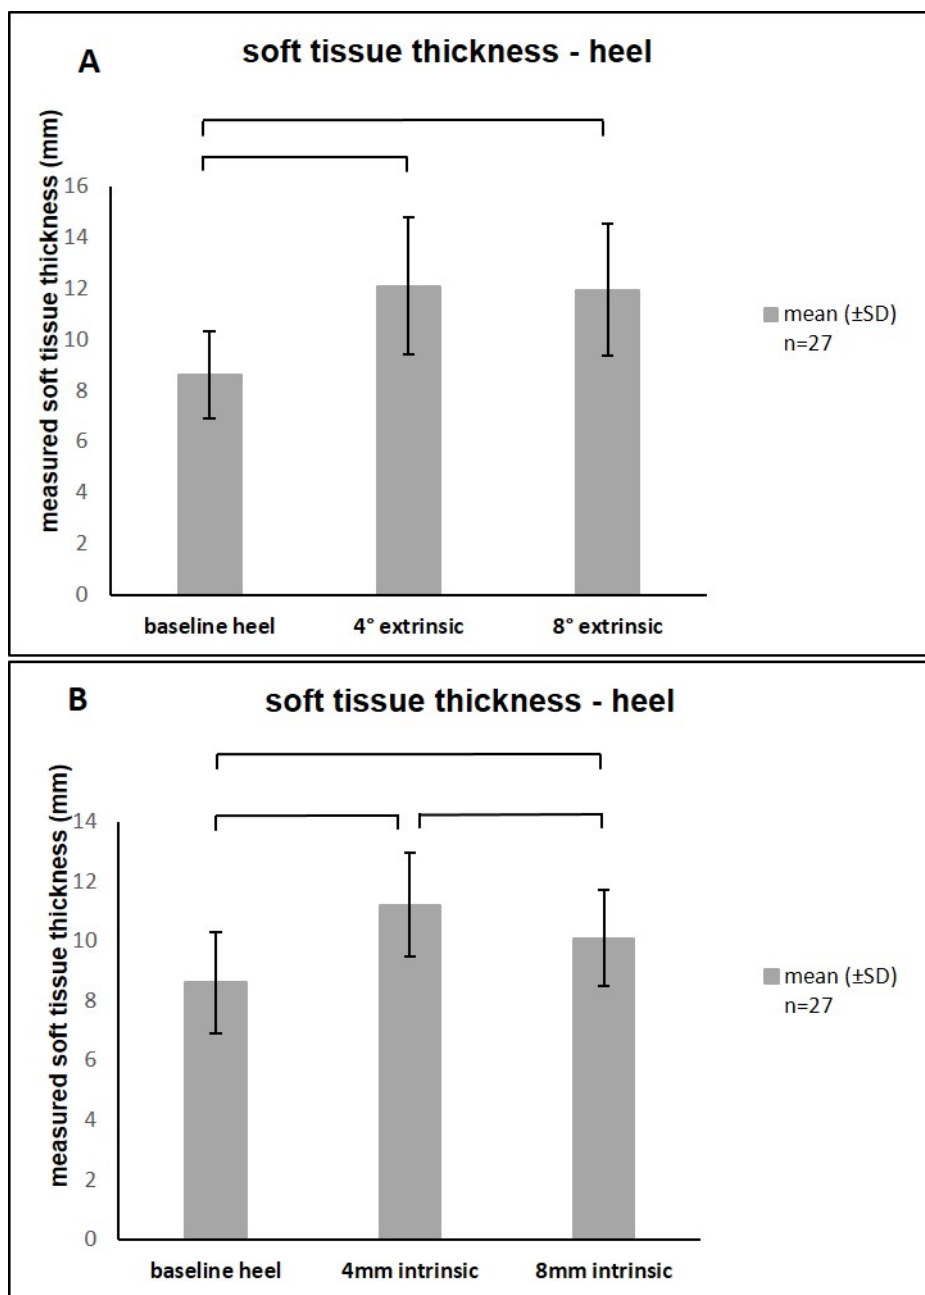 A
soft tissue thickness - heel
measured soft tissue thickness (mm)
16
14
12
10
8
6
4
2
0
baseline heel
4° extrinsic
8° extrinsic
mean (±SD)
n=27
B
soft tissue thickness - heel
measured soft tissue thickness (mm)
14
12
10
8
6
4
2
0
baseline heel
4mm intrinsic
8mm intrinsic
mean (±SD)
n=27